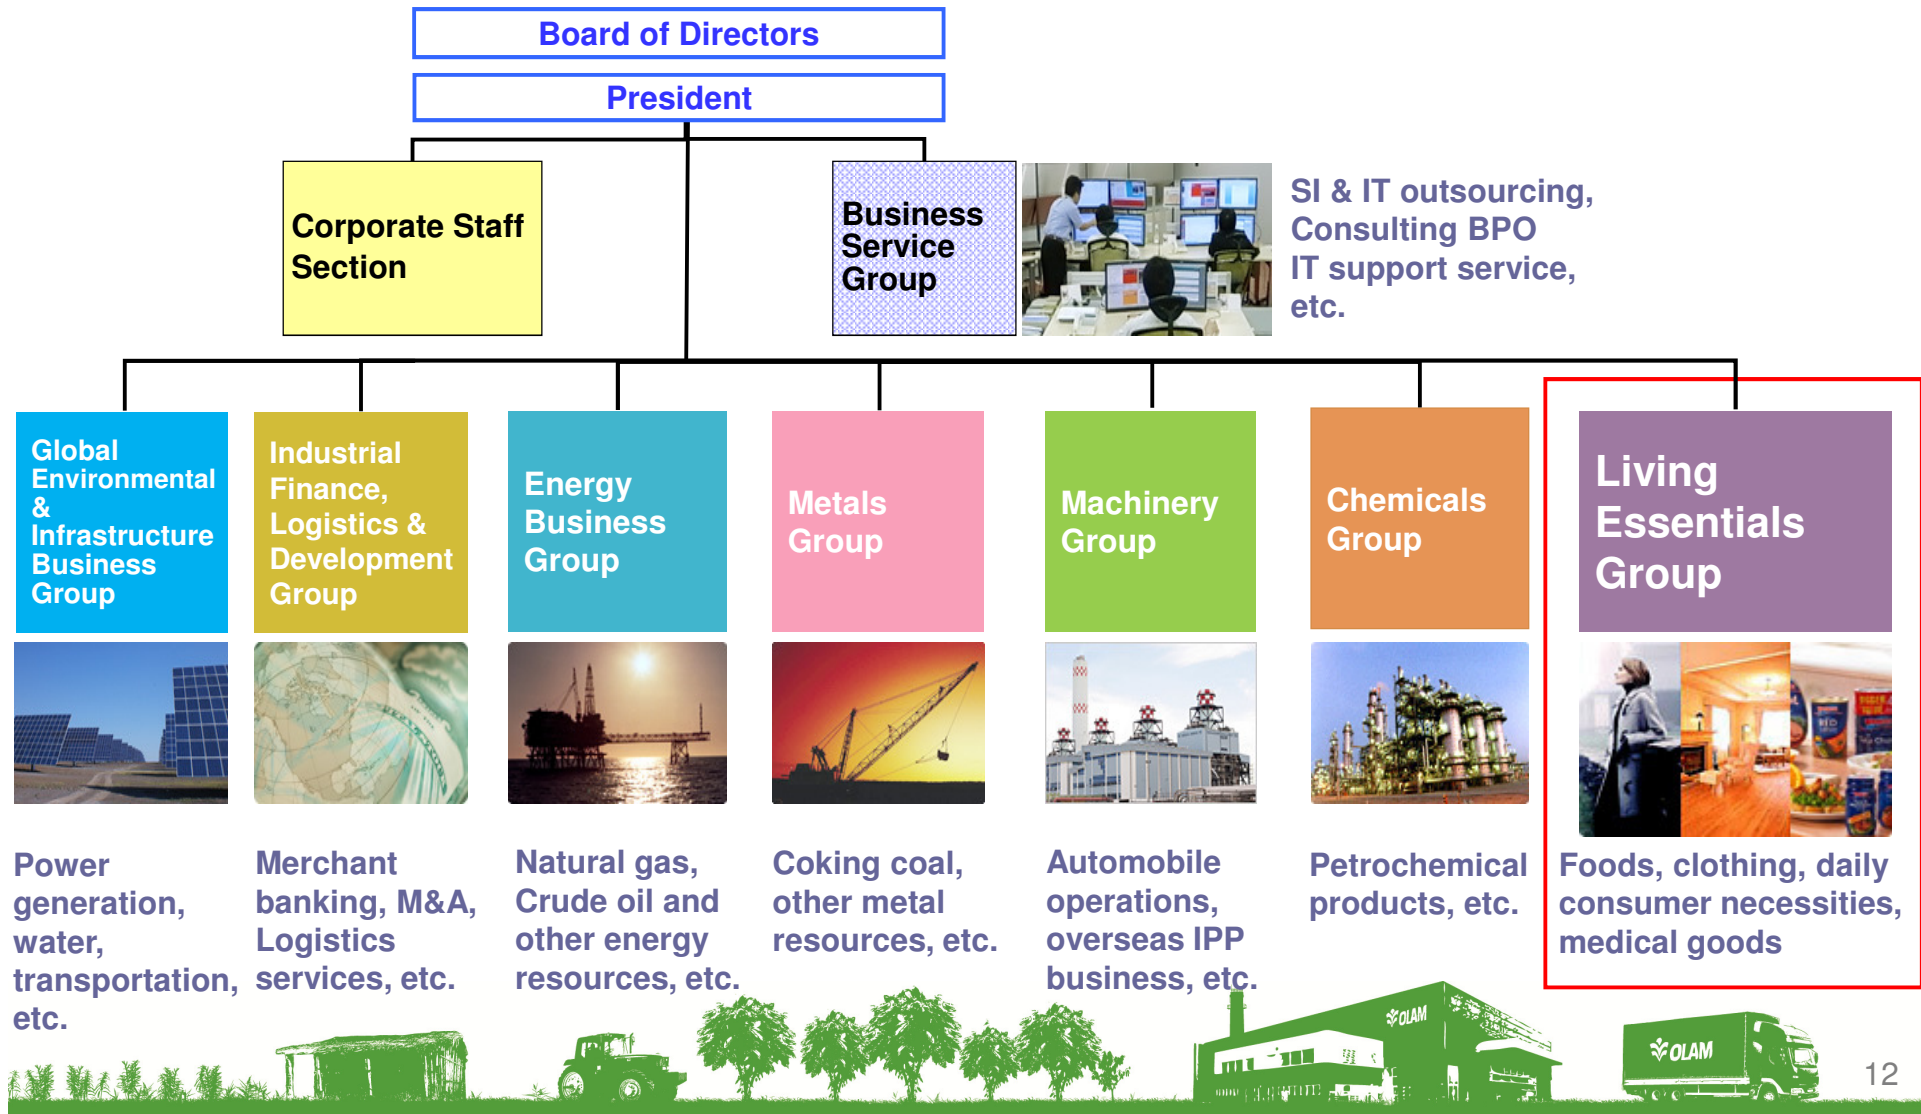 Board of Directors
President
Corporate Staff
Section
Business
Service
Group
SI & IT outsourcing,
Consulting BPO
IT support service,
etc.
Global
Environmental
&
Infrastructure
Business
Group
Industrial
Finance,
Logistics &
Development
Group
Energy
Business
Group
Metals
Group
Machinery
Group
Chemicals
Group
Living
Essentials
Group
Power
generation,
water,
transportation,
etc.
Merchant
banking, M&A,
Logistics
services, etc.
Natural gas,
Crude oil and
other energy
resources, etc.
Coking coal,
other metal
resources, etc.
Automobile
operations,
overseas IPP
business, etc.
Petrochemical
products, etc.
Foods, clothing, daily
consumer necessities,
medical goods
OLAM
OLAM
12